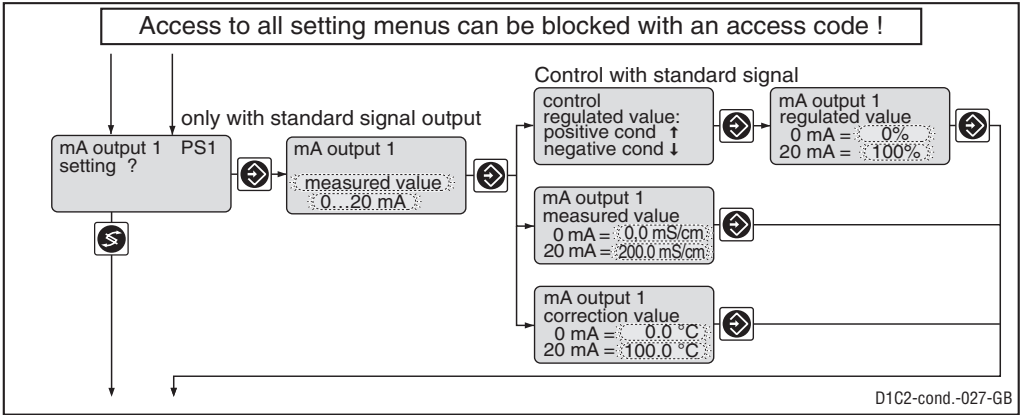 Access to all setting menus can be blocked with an access code !
only with standard signal output
mA output 1 PS1
setting ?
mA output 1
measured value
0...20 mA
Control with standard signal
control
regulated value:
positive cond ↑
negative cond ↓
mA output 1
regulated value
0 mA = 0%
20 mA = 100%
mA output 1
measured value
0 mA = 0.0 mS/cm
20 mA = 200.0 mS/cm
mA output 1
correction value
0 mA = 0.0 °C
20 mA = 100.0 °C
D1C2-cond.-027-GB